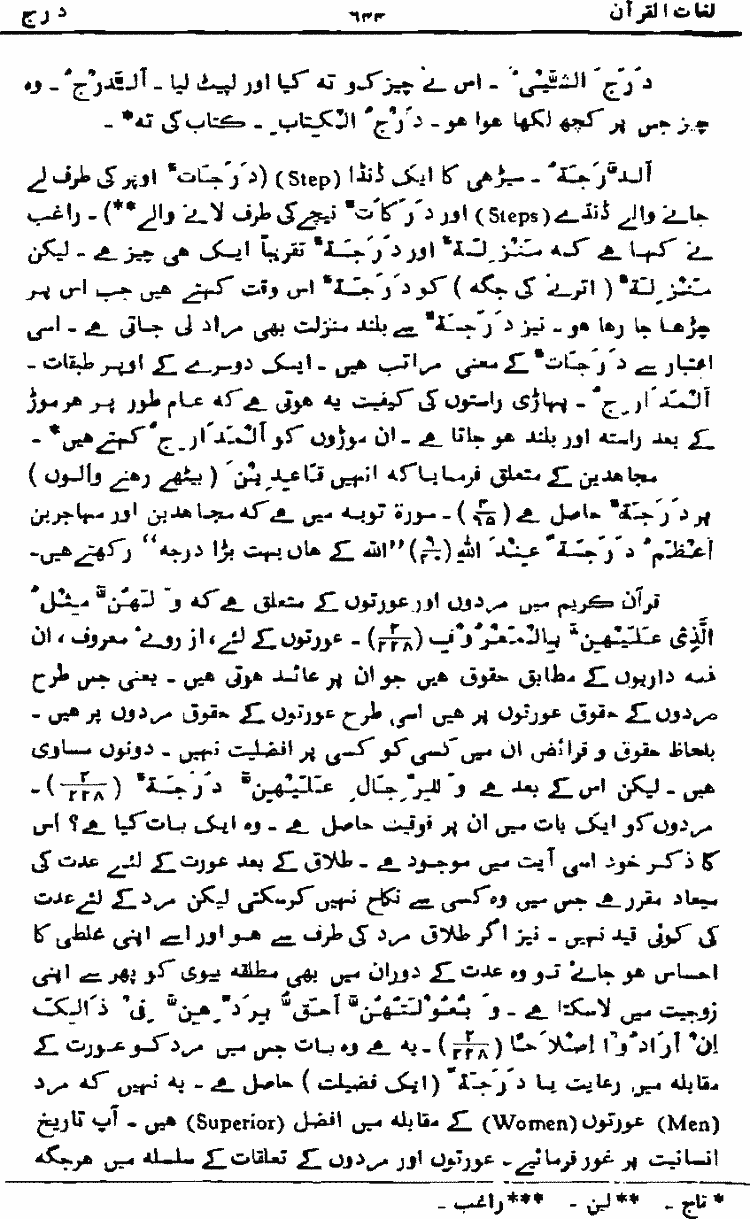 لغات القرآن ۶۳۳ د ر ج
دَرَجَ الشَّیْیُٔ ۔ اس نے چیز کو تہ کیا اور لپیٹ لیا ۔ اَلدَّرْجُ ۔ وہ
چیز جس پر کچھ لکھا ہوا ہو ۔ دَرْجُ الْکِتَابِ ۔ کتاب کی تہ* ۔
اَلدَّرَجَۃُ ۔ سیڑھی کا ایک ڈنڈا (Step) (دَرَجَاتٌ اوپر کی طرف لے
جانے والے ڈنڈے (Steps) اور دَرَکَاتٌ نیچے کی طرف لانے والے**) ۔ راغب
نے کہا ہے کہ مَنْزِلَۃٌ اور دَرَجَۃٌ تقریباً ایک ہی چیز ہے ۔ لیکن
مَنْزِلَۃٌ ( اترنے کی جگہ ) کو دَرَجَۃٌ اس وقت کہتے ہیں جب اس پر
چڑھا جا رہا ہو ۔ نیز دَرَجَۃٌ سے بلند منزلت بھی مراد لی جاتی ہے ۔ اسی
اعتبار سے دَرَجَاتٌ کے معنی مراتب ہیں ۔ ایک دوسرے کے اوپر طبقات ۔
اَلْمَدَارِجُ ۔ پہاڑی راستوں کی کیفیت یہ ہوتی ہے کہ عام طور پر ہر موڑ
کے بعد راستہ اور بلند ہو جاتا ہے ۔ ان موڑوں کو اَلْمَدَارِجُ کہتے ہیں* ۔
مجاہدین کے متعلق فرمایا کہ انہیں قَاعِدِیْنَ ( بیٹھے رہنے والوں )
پر دَرَجَۃٌ حاصل ہے ( ۴/۹۵ ) ۔ سورۃ توبہ میں ہے کہ مجاہدین اور مہاجرین
اَعْظَمُ دَرَجَۃً عِنْدَ اللہِ (۹/۲۰) ”اللہ کے ہاں بہت بڑا درجہ“ رکھتے ہیں۔
قرآن کریم میں مردوں اور عورتوں کے متعلق ہے کہ وَ لَہُنَّ مِثْلُ
الَّذِیْ عَلَیْہِنَّ بِالْمَعْرُوْفِ (۲/۲۲۸) ۔ عورتوں کے لئے، از روئے معروف ، ان
ذمہ داریوں کے مطابق حقوق ہیں جو ان پر عائد ہوتی ہیں ۔ یعنی جس طرح
مردوں کے حقوق عورتوں پر ہیں اسی طرح عورتوں کے حقوق مردوں پر ہیں ۔
بلحاظ حقوق و فرائض ان میں کسی کو کسی پر افضلیت نہیں ۔ دونوں مساوی
ہیں ۔ لیکن اس کے بعد ہے وَ لِلرِّجَالِ عَلَیْہِنَّ دَرَجَۃٌ (۲/۲۲۸) ۔
مردوں کو ایک بات میں ان پر فوقیت حاصل ہے ۔ وہ ایک بات کیا ہے؟ اس
کا ذکر خود اسی آیت میں موجود ہے ۔ طلاق کے بعد عورت کے لئے عدت کی
میعاد مقرر ہے جس میں وہ کسی سے نکاح نہیں کرسکتی لیکن مرد کے لئے عدت
کی کوئی قید نہیں ۔ نیز اگر طلاق مرد کی طرف سے ہو اور اسے اپنی غلطی کا
احساس ہو جائے تو وہ عدت کے دوران میں بھی مطلقہ بیوی کو پھر سے اپنی
زوجیت میں لاسکتا ہے ۔ وَ بُعُوْلَتُہُنَّ اَحَقُّ بِرَدِّہِنَّ فِیْ ذَالِکَ
اِنْ اَرَادُوْا اِصْلَاحًا (۲/۲۲۸) ۔ یہ ہے وہ بات جس میں مرد کو عورت کے
مقابلہ میں رعایت یا دَرَجَۃٌ (ایک فضیلت ) حاصل ہے ۔ یہ نہیں کہ مرد
(Men) عورتوں (Women) کے مقابلہ میں افضل (Superior) ہیں ۔ آپ تاریخ
انسانیت پر غور فرمائیے ۔ عورتوں اور مردوں کے تعلقات کے سلسلہ میں ہر جگہ
* تاج ۔ ** لین ۔ *** راغب ۔